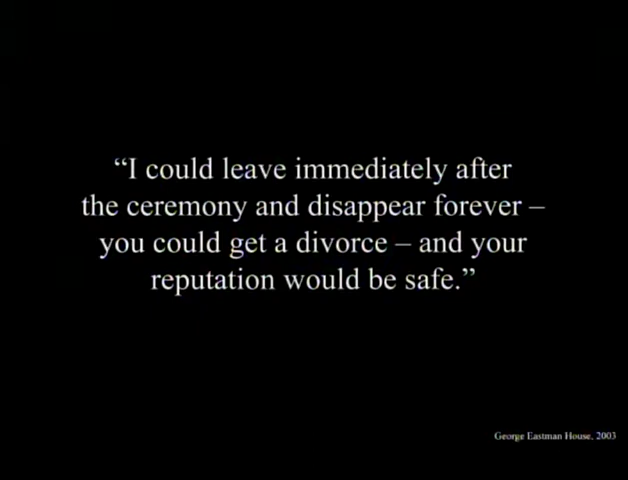 “I could leave immediately after
the ceremony and disappear forever –
you could get a divorce – and your
reputation would be safe.”
George Eastman House, 2003